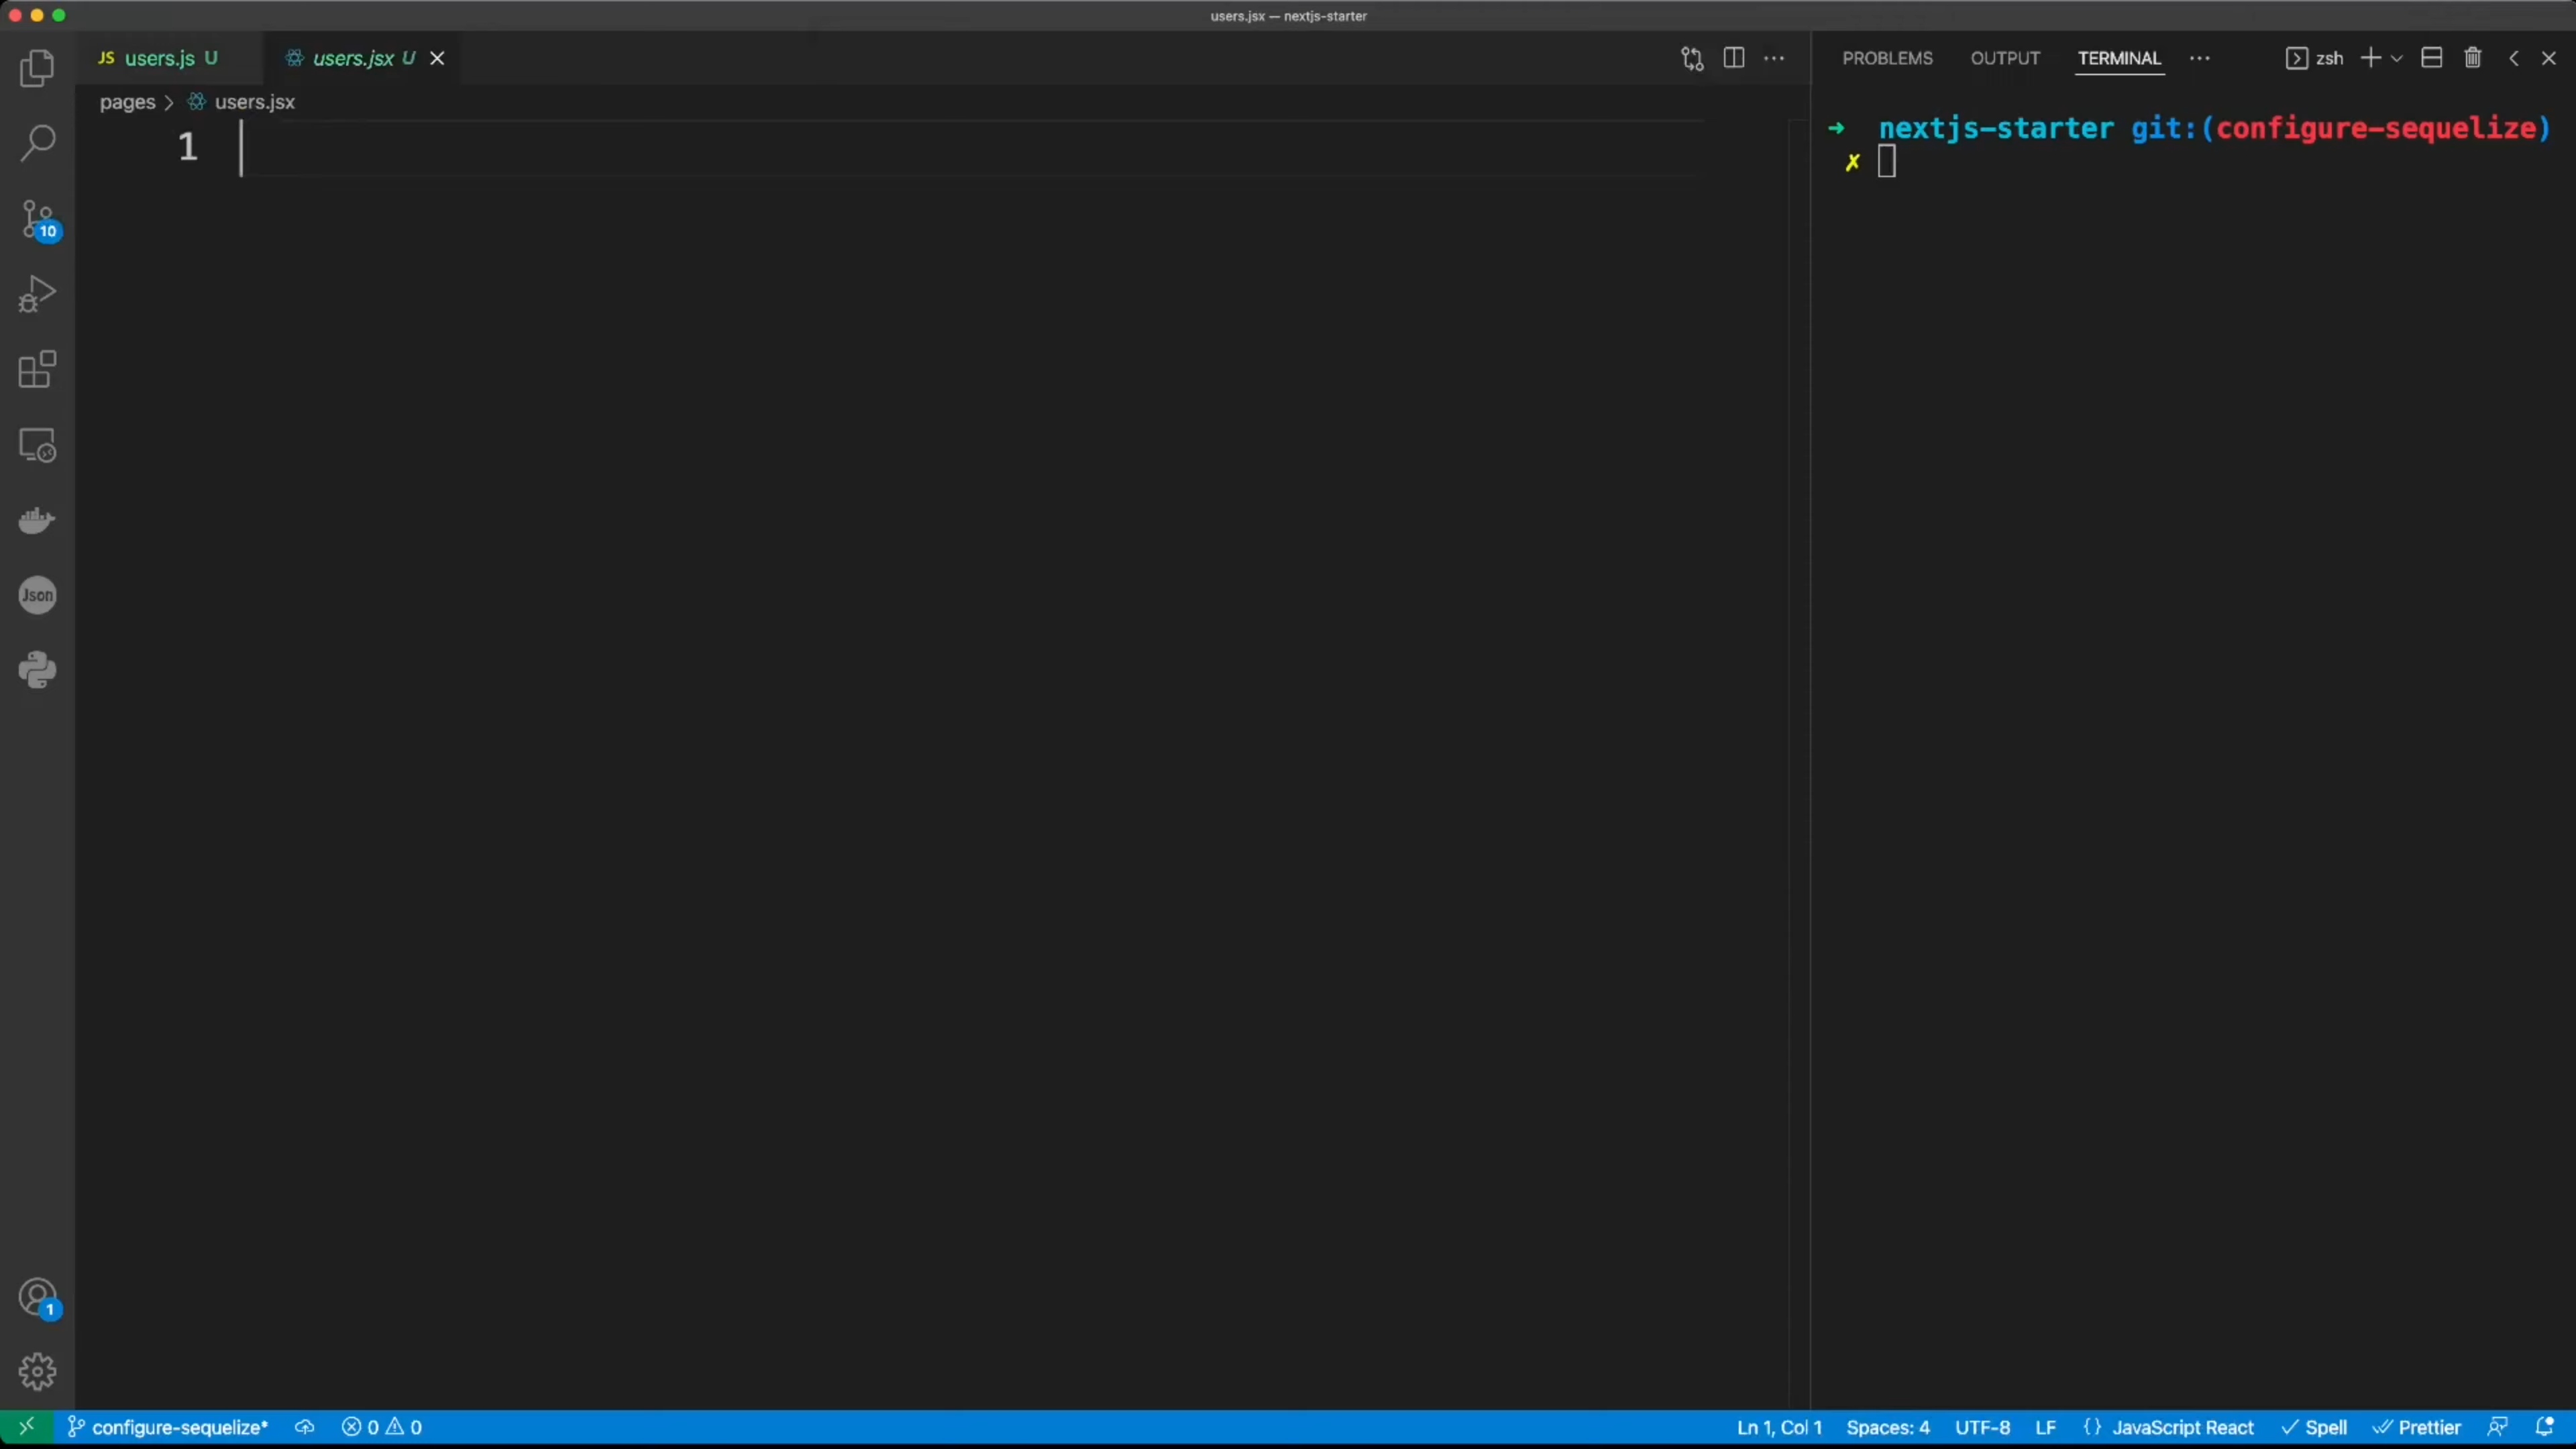 users.jsx — nextjs-starter
JS users.js U
users.jsx U
PROBLEMS OUTPUT TERMINAL
zsh
pages > users.jsx
1
➜ nextjs-starter git:(configure-sequelize)
✗
10
Json
1
configure-sequelize* 0 0
Ln 1, Col 1 Spaces: 4 UTF-8 LF {} JavaScript React ✓ Spell Prettier